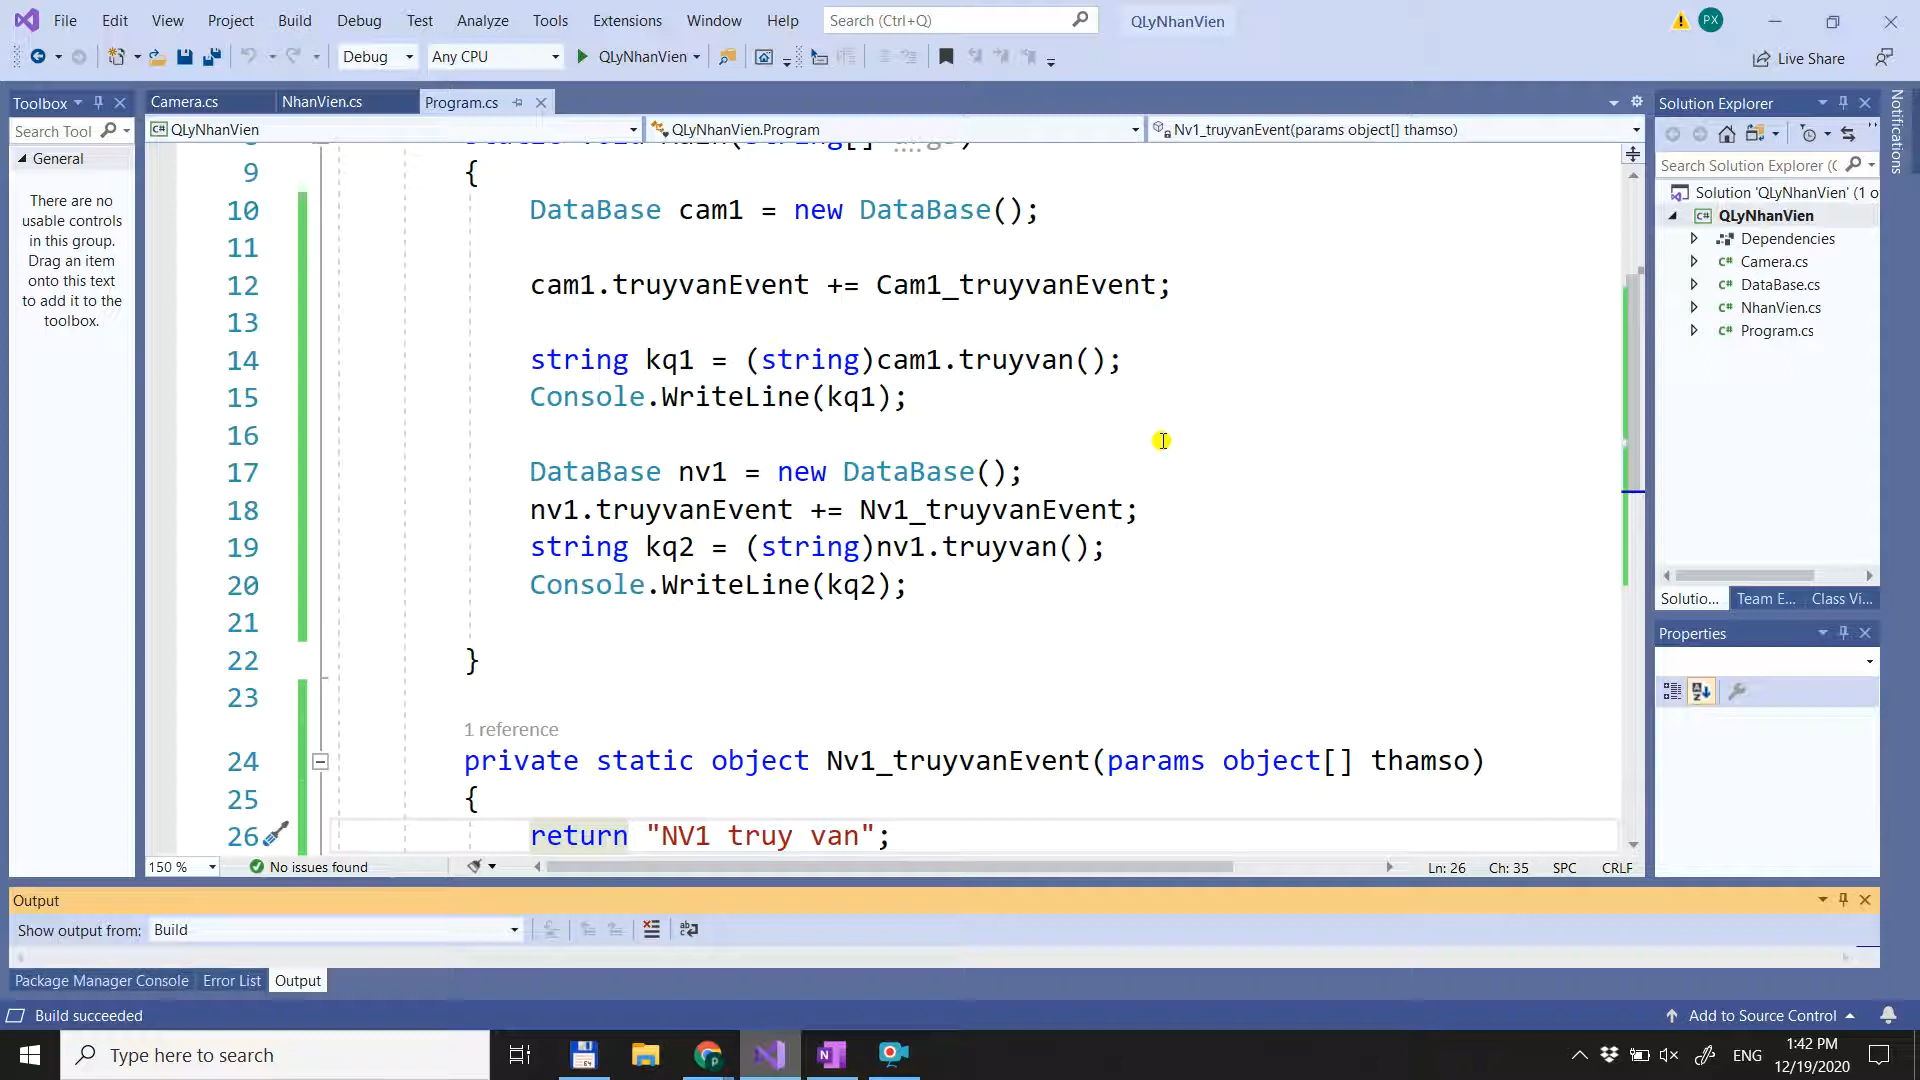 File Edit View Project Build Debug Test Analyze Tools Extensions Window Help Search (Ctrl+Q) QLyNhanVien PX
Debug Any CPU QLyNhanVien Live Share
Toolbox Camera.cs NhanVien.cs Program.cs Solution Explorer Notifications
Search Tool QLyNhanVien QLyNhanVien.Program Nv1_truyvanEvent(params object[] thamso)
General
There are no
usable controls
in this group.
Drag an item
onto this text
to add it to the
toolbox.
9 {
10 DataBase cam1 = new DataBase();
11
12 cam1.truyvanEvent += Cam1_truyvanEvent;
13
14 string kq1 = (string)cam1.truyvan();
15 Console.WriteLine(kq1);
16
17 DataBase nv1 = new DataBase();
18 nv1.truyvanEvent += Nv1_truyvanEvent;
19 string kq2 = (string)nv1.truyvan();
20 Console.WriteLine(kq2);
21
22 }
23
1 reference
24 private static object Nv1_truyvanEvent(params object[] thamso)
25 {
26 return "NV1 truy van";
150 % No issues found Ln: 26 Ch: 35 SPC CRLF
Search Solution Explorer (C
Solution 'QLyNhanVien' (1 o
QLyNhanVien
Dependencies
Camera.cs
DataBase.cs
NhanVien.cs
Program.cs
Solutio... Team E... Class Vi...
Properties
Output
Show output from: Build
Package Manager Console Error List Output
Build succeeded Add to Source Control
Type here to search ENG 1:42 PM
12/19/2020